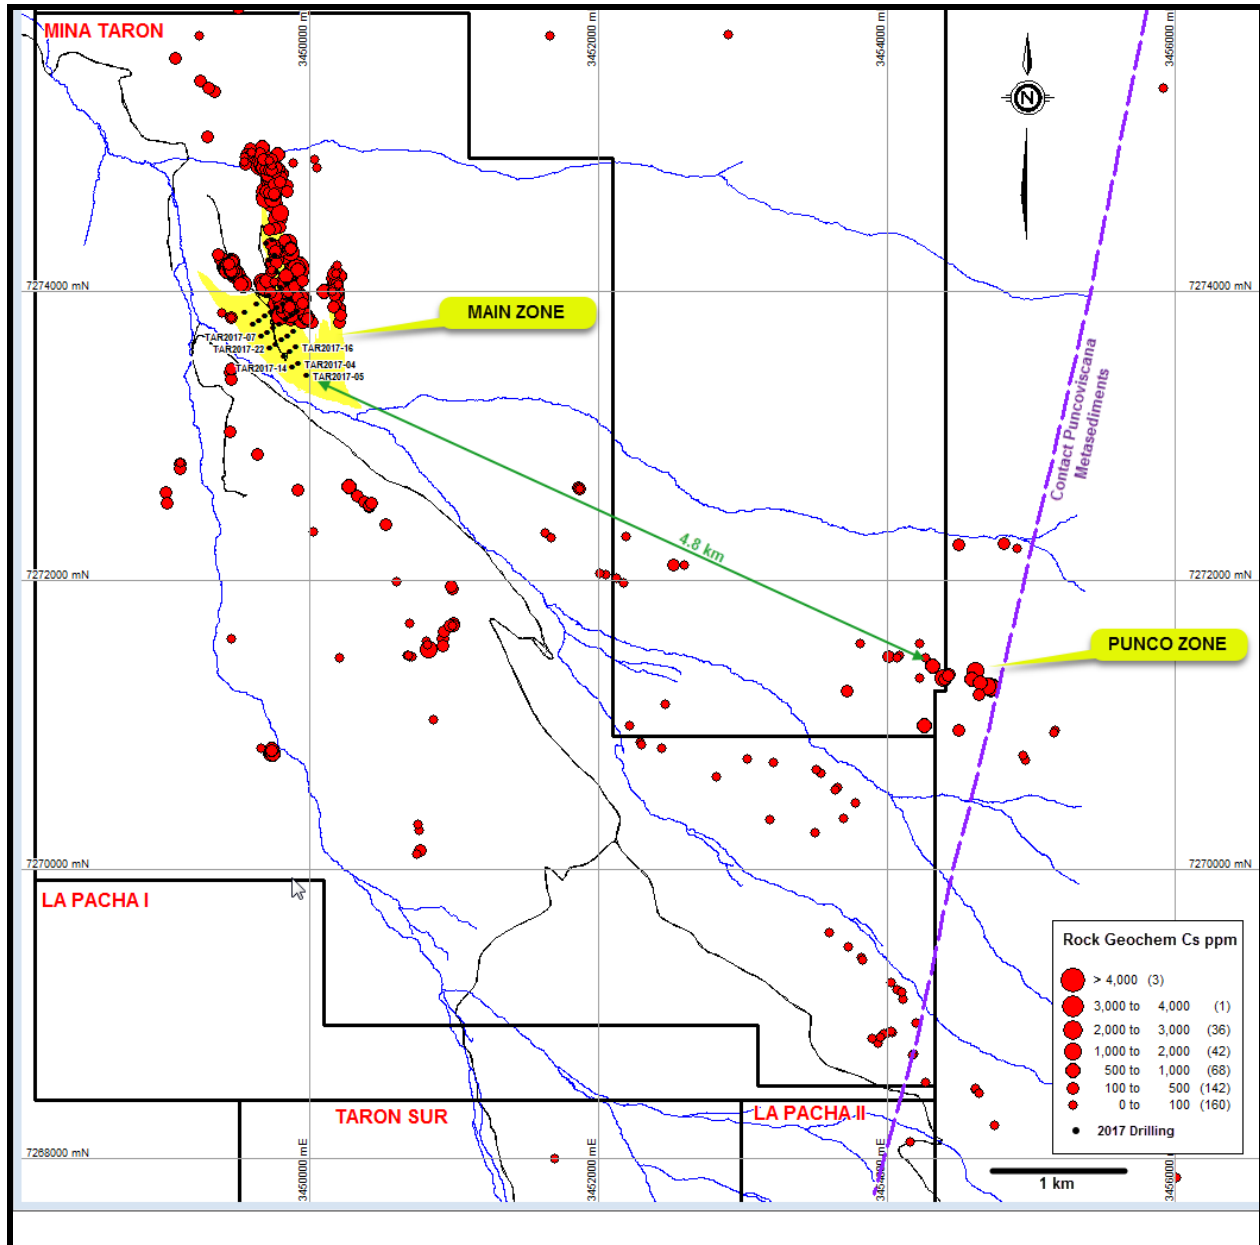 MINA TARON
3450000 mE
3452000 mE
3454000 mE
3456000 mE
N
7274000 mN
7274000 mN
MAIN ZONE
TAR2017-07
TAR2017-22
TAR2017-16
TAR2017-14
TAR2017-04
TAR2017-05
Contact Puncoviscana
Metasediments
4.8 km
7272000 mN
7272000 mN
PUNCO ZONE
7270000 mN
7270000 mN
LA PACHA I
Rock Geochem Cs ppm
> 4,000 (3)
3,000 to 4,000 (1)
2,000 to 3,000 (36)
1,000 to 2,000 (42)
500 to 1,000 (68)
100 to 500 (142)
0 to 100 (160)
2017 Drilling
TARON SUR
LA PACHA II
7268000 mN
7268000 mN
1 km
3450000 mE
3452000 mE
3454000 mE
3456000 mE